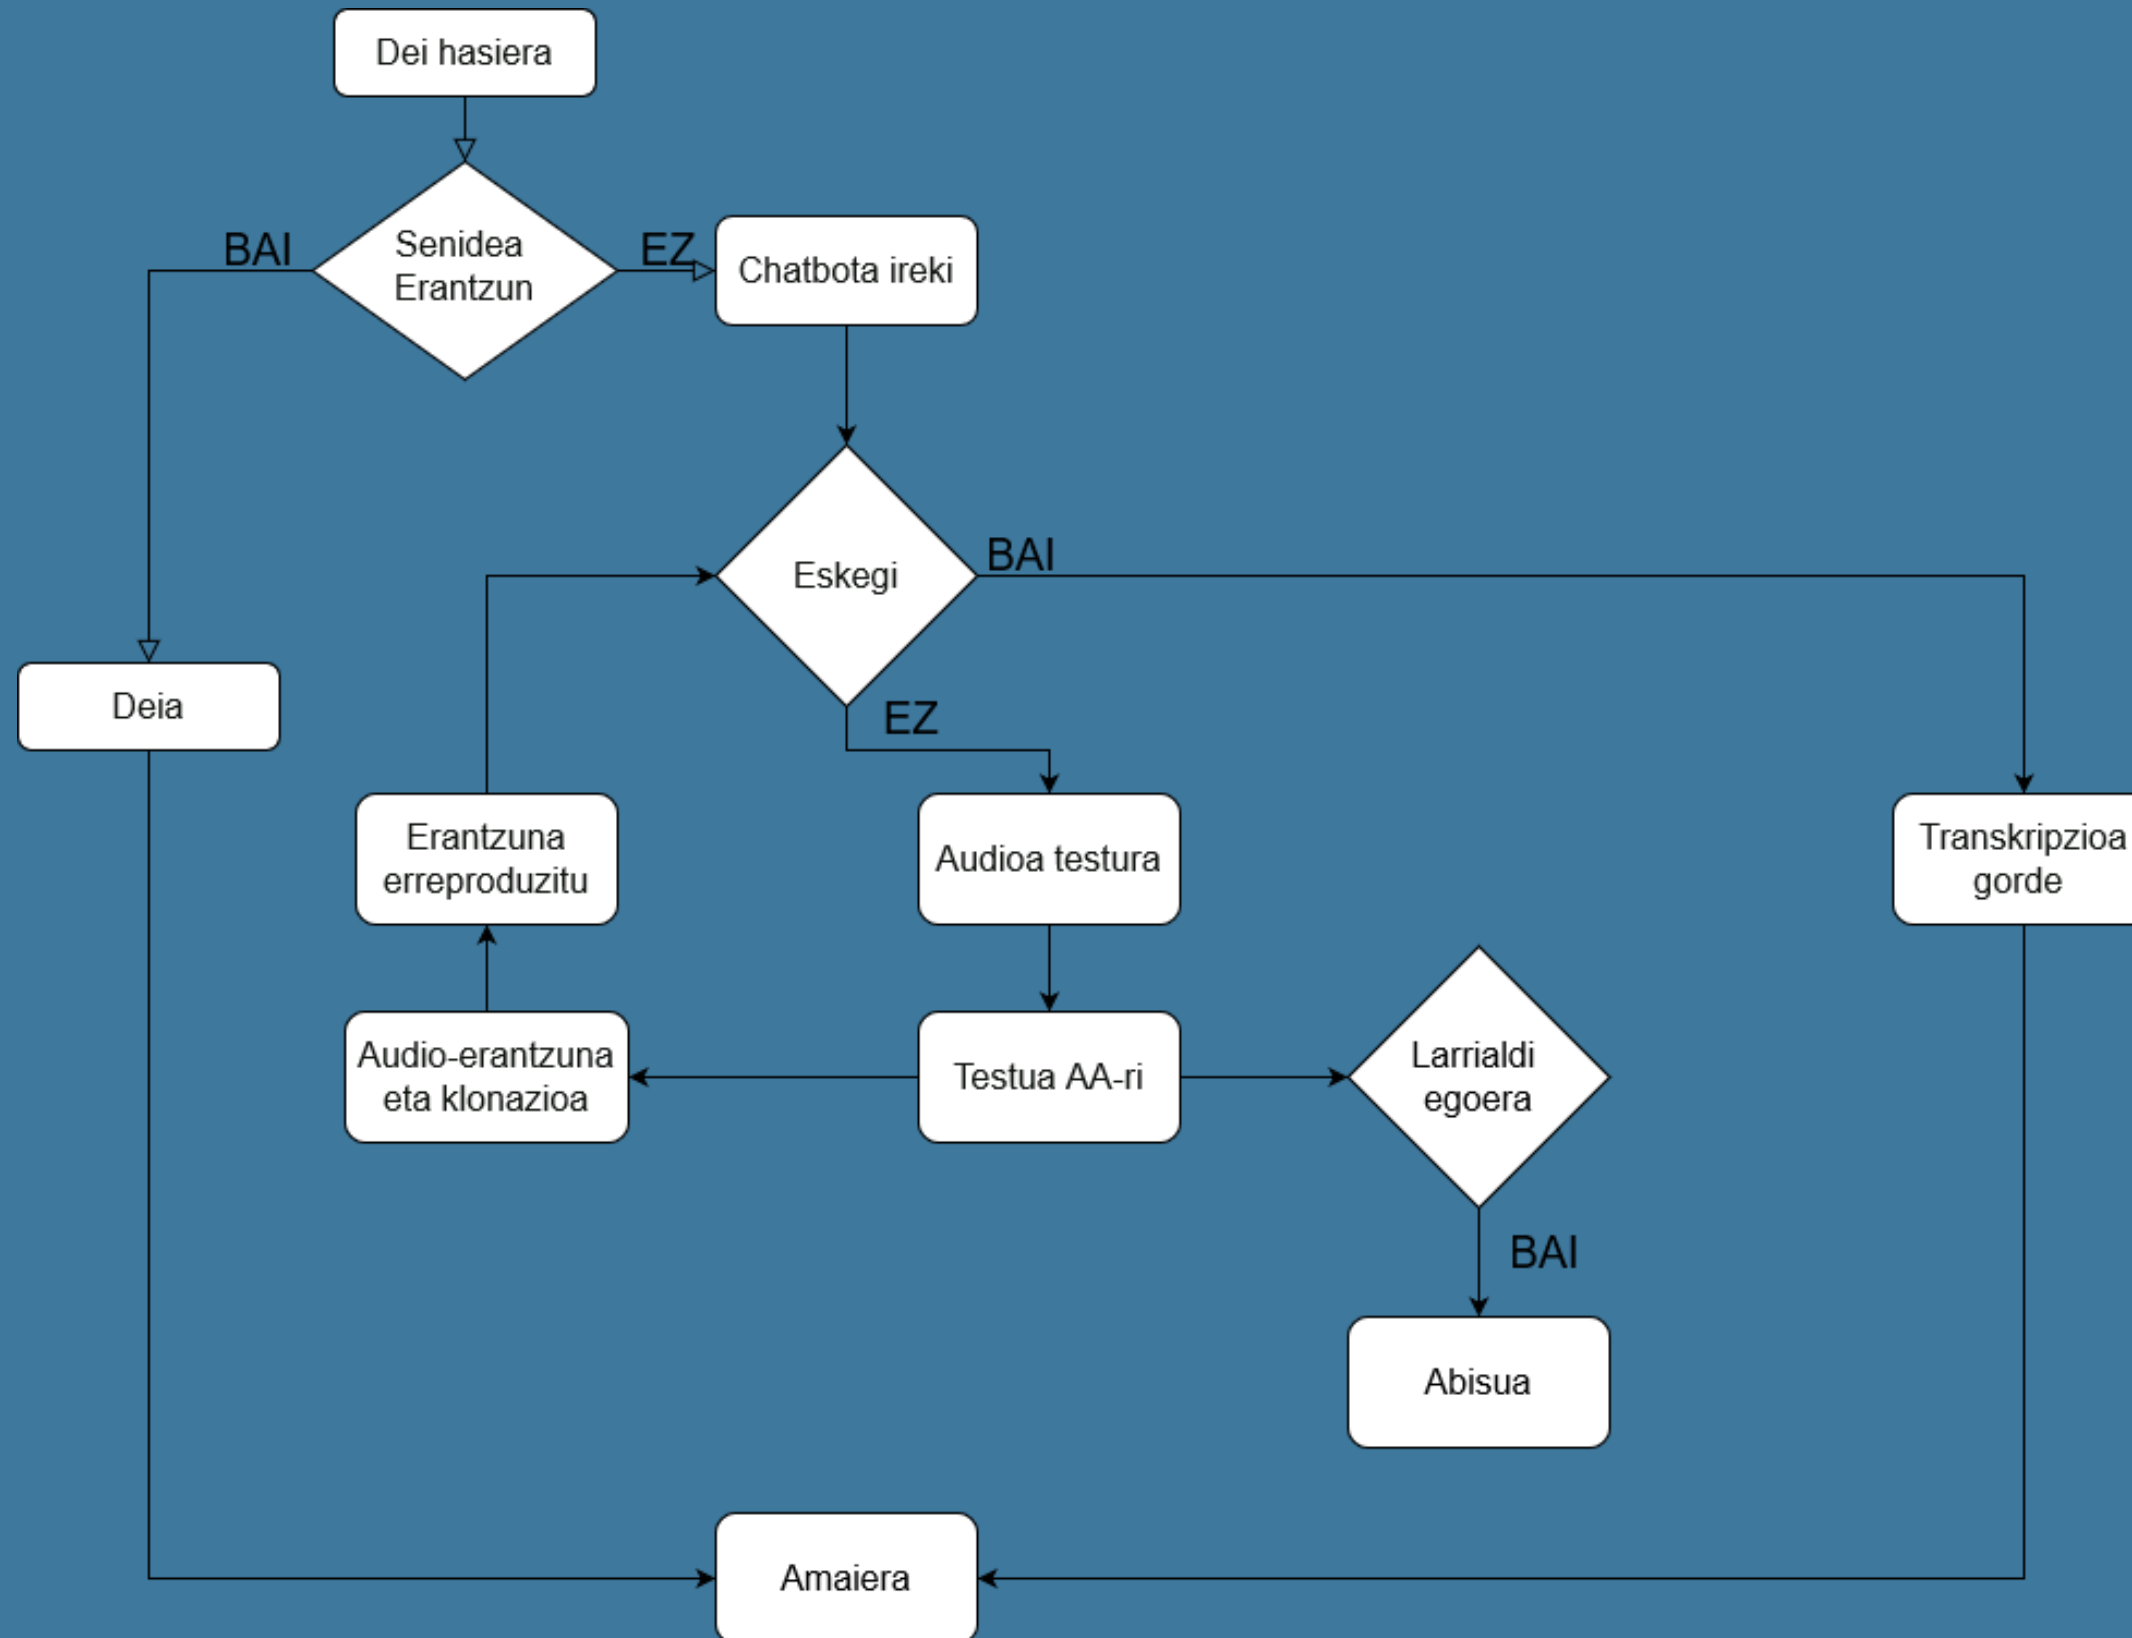 Dei hasiera
BAI
Senidea
Erantzun
EZ
Chatbota ireki
Eskegi
BAI
EZ
Deia
Erantzuna
erreproduzitu
Audioa testura
Transkripzioa
gorde
Audio-erantzuna
eta klonazioa
Testua AA-ri
Larrialdi
egoera
BAI
Abisua
Amaiera